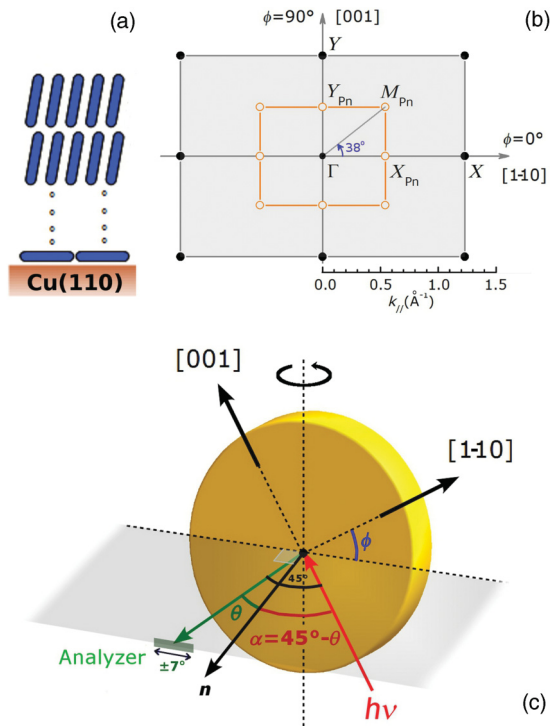 (a)
Cu(110)
(b)
ϕ=90° [001]
Y
Y_Pn
M_Pn
38°
ϕ=0°
Γ
X_Pn
X
[1-10]
0.0 0.5 1.0 1.5
k_//(Å⁻¹)
[001]
[1-10]
ϕ
45°
θ
α=45°-θ
Analyzer
±7°
n
hν
(c)